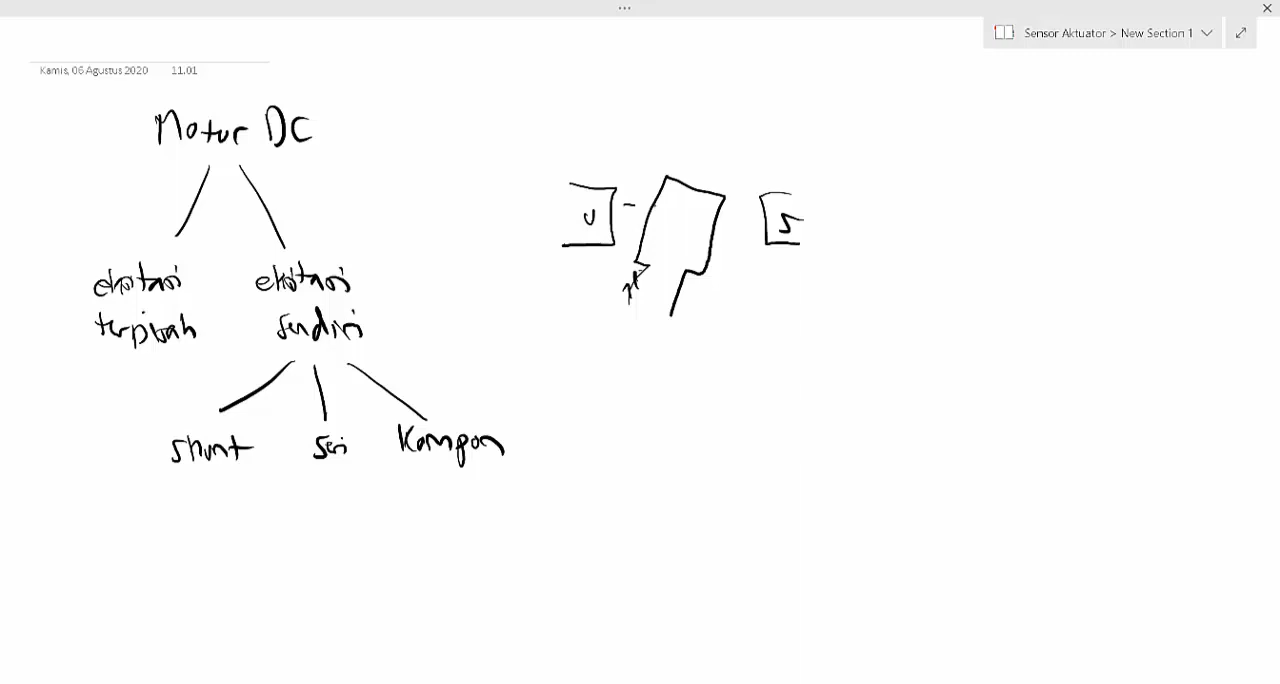 Sensor Aktuator > New Section 1
Kamis, 06 Agustus 2020 11.01
Motor DC
eksitasi eksitasi
terpisah sendiri
shunt Seri Kompon
U
S